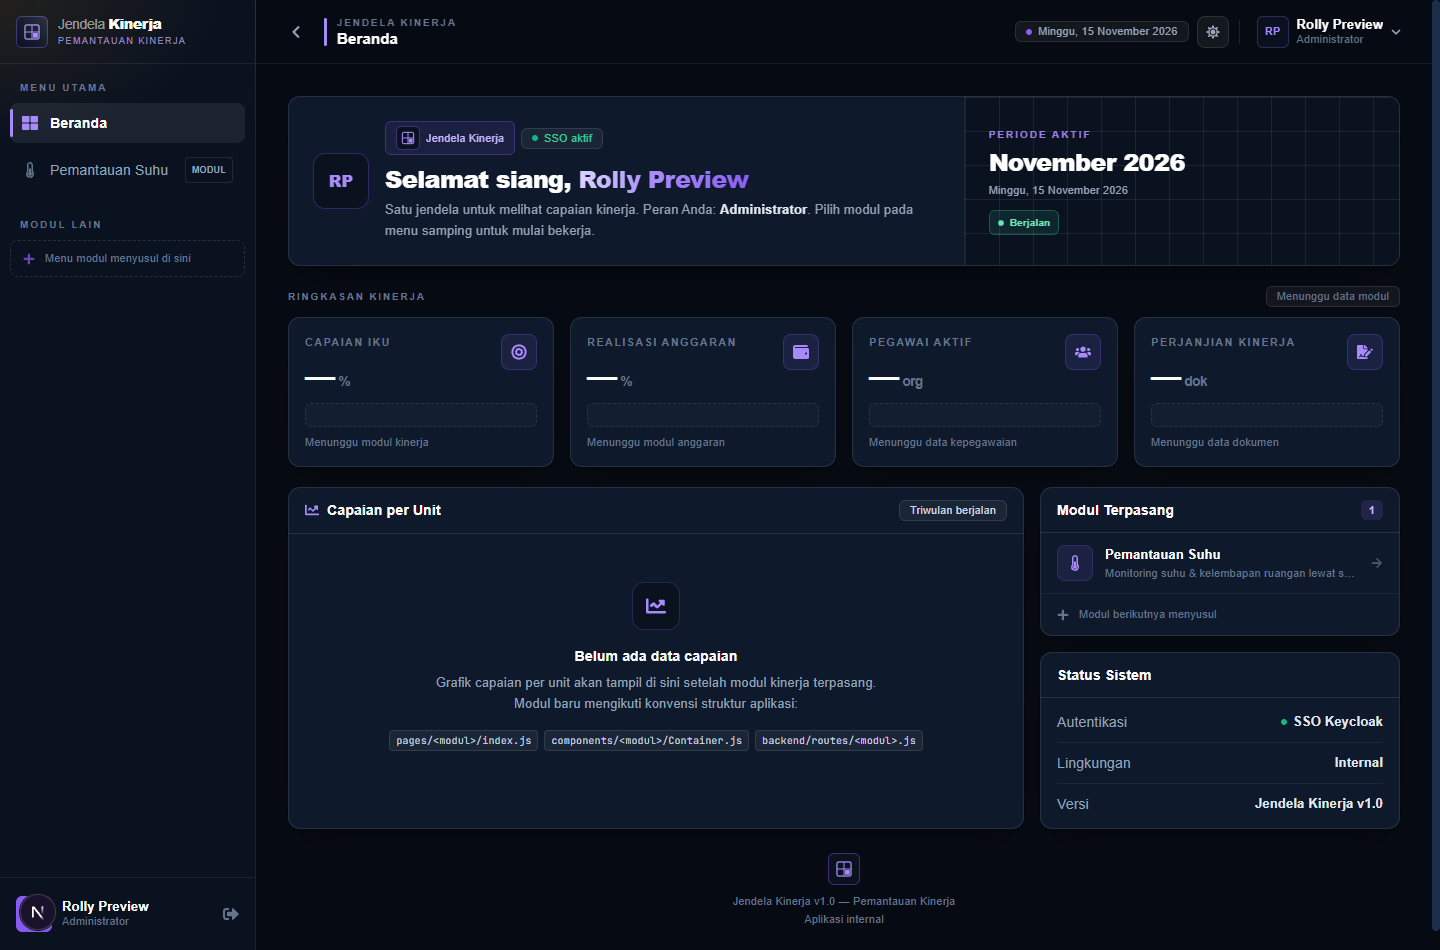 Jendela Kinerja
PEMANTAUAN KINERJA
MENU UTAMA
Beranda
Pemantauan Suhu MODUL
MODUL LAIN
Menu modul menyusul di sini
Rolly Preview
Administrator
N
JENDELA KINERJA
Beranda
Minggu, 15 November 2026
RP
Rolly Preview
Administrator
RP
Jendela Kinerja
SSO aktif
Selamat siang, Rolly Preview
Satu jendela untuk melihat capaian kinerja. Peran Anda: Administrator. Pilih modul pada
menu samping untuk mulai bekerja.
PERIODE AKTIF
November 2026
Minggu, 15 November 2026
Berjalan
RINGKASAN KINERJA
Menunggu data modul
CAPAIAN IKU
— %
Menunggu modul kinerja
REALISASI ANGGARAN
— %
Menunggu modul anggaran
PEGAWAI AKTIF
— org
Menunggu data kepegawaian
PERJANJIAN KINERJA
— dok
Menunggu data dokumen
Capaian per Unit
Triwulan berjalan
Belum ada data capaian
Grafik capaian per unit akan tampil di sini setelah modul kinerja terpasang.
Modul baru mengikuti konvensi struktur aplikasi:
pages/<modul>/index.js components/<modul>/Container.js backend/routes/<modul>.js
Modul Terpasang
1
Pemantauan Suhu
Monitoring suhu & kelembapan ruangan lewat s...
Modul berikutnya menyusul
Status Sistem
Autentikasi SSO Keycloak
Lingkungan Internal
Versi Jendela Kinerja v1.0
Jendela Kinerja v1.0 — Pemantauan Kinerja
Aplikasi internal